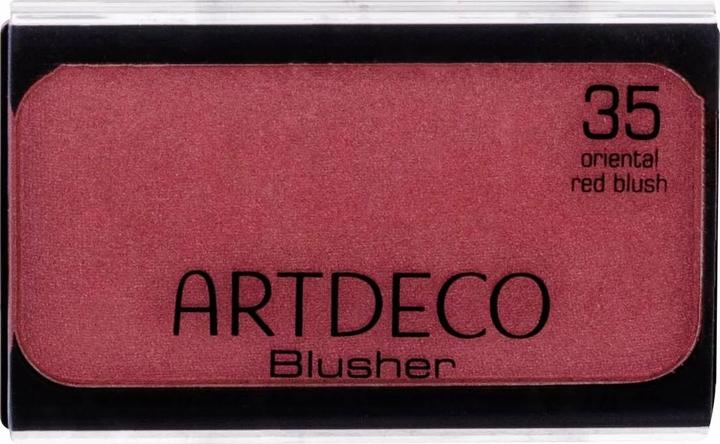 35
oriental
red blush
ARTDECO
Blusher